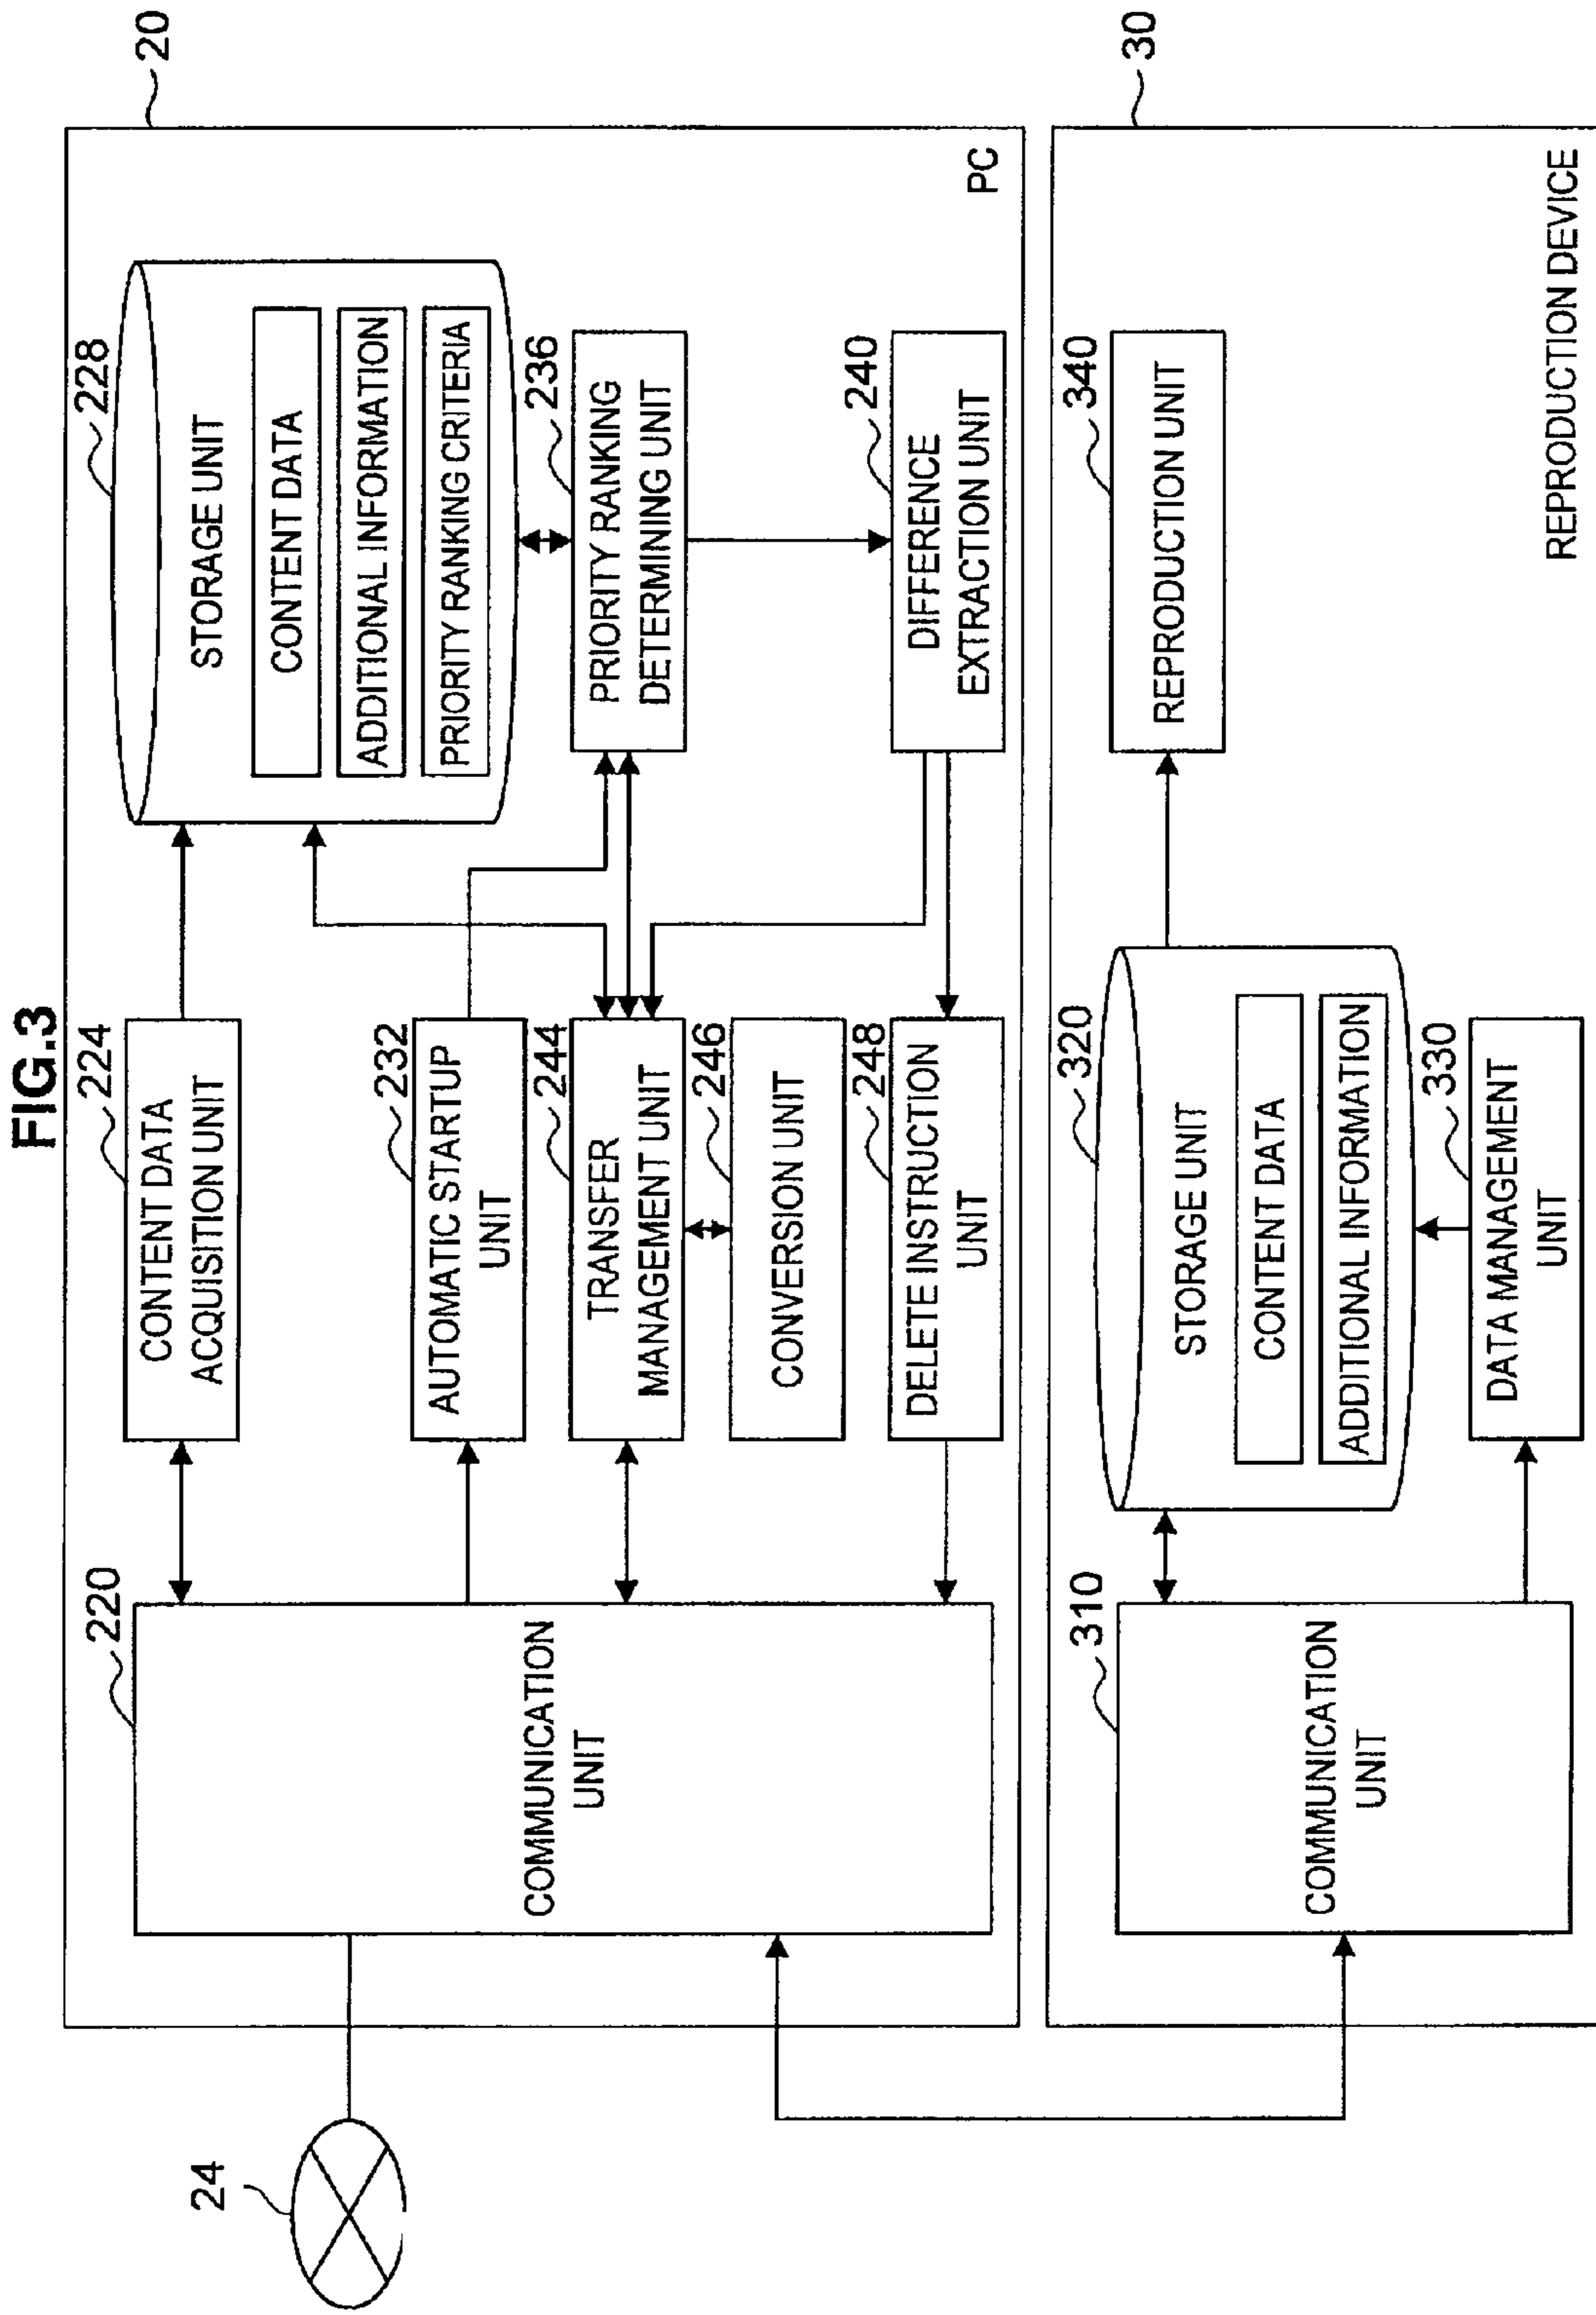 FIG.3
20
24
220
COMMUNICATION
UNIT
224
CONTENT DATA
ACQUISITION UNIT
228
STORAGE UNIT
CONTENT DATA
ADDITIONAL INFORMATION
PRIORITY RANKING CRITERIA
232
AUTOMATIC STARTUP
UNIT
236
PRIORITY RANKING
DETERMINING UNIT
244
TRANSFER
MANAGEMENT UNIT
246
CONVERSION UNIT
240
DIFFERENCE
EXTRACTION UNIT
248
DELETE INSTRUCTION
UNIT
PC
30
310
COMMUNICATION
UNIT
320
STORAGE UNIT
CONTENT DATA
ADDITIONAL INFORMATION
330
DATA MANAGEMENT
UNIT
340
REPRODUCTION UNIT
REPRODUCTION DEVICE